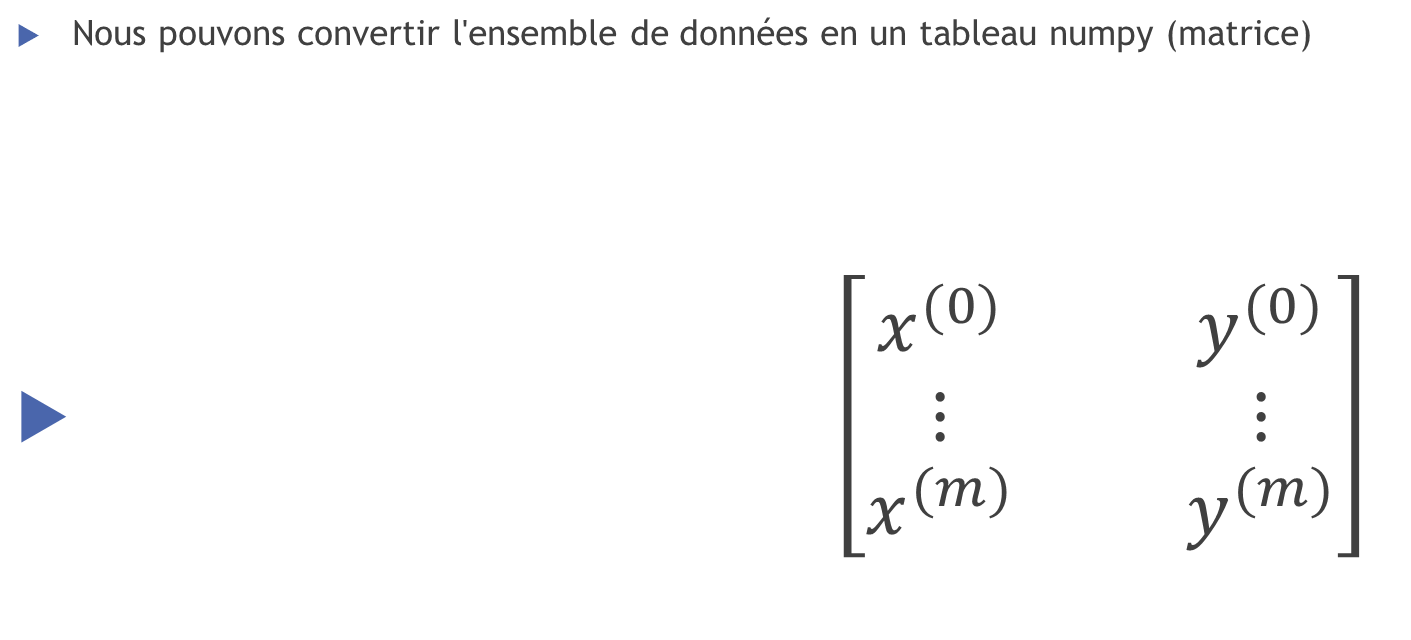 Nous pouvons convertir l'ensemble de données en un tableau numpy (matrice)
x^(0) y^(0)
⋮ ⋮
x^(m) y^(m)